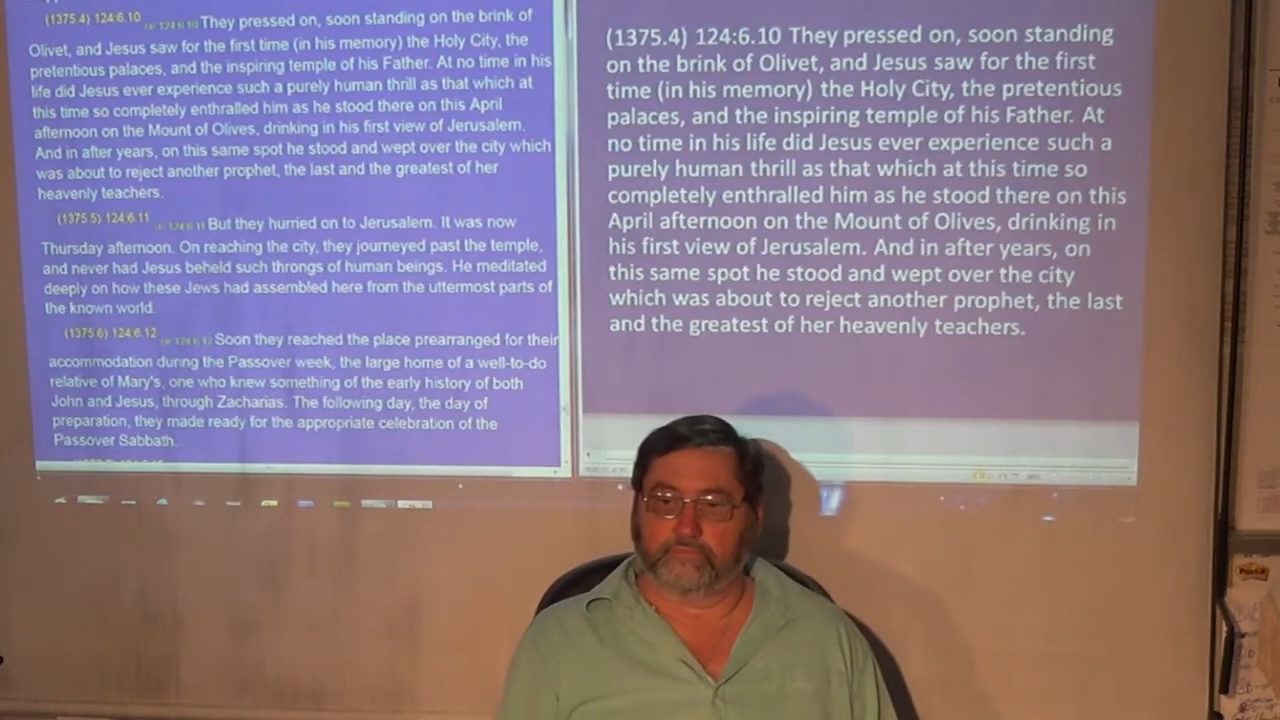 (1375.4) 124:6.10 They pressed on, soon standing on the brink of
Olivet, and Jesus saw for the first time (in his memory) the Holy City, the
pretentious palaces, and the inspiring temple of his Father. At no time in his
life did Jesus ever experience such a purely human thrill as that which at
this time so completely enthralled him as he stood there on this April
afternoon on the Mount of Olives, drinking in his first view of Jerusalem.
And in after years, on this same spot he stood and wept over the city which
was about to reject another prophet, the last and the greatest of her
heavenly teachers.
(1375.5) 124:6.11 But they hurried on to Jerusalem. It was now
Thursday afternoon. On reaching the city, they journeyed past the temple,
and never had Jesus beheld such throngs of human beings. He meditated
deeply on how these Jews had assembled here from the uttermost parts of
the known world.
(1375.6) 124:6.12 Soon they reached the place prearranged for their
accommodation during the Passover week, the large home of a well-to-do
relative of Mary's, one who knew something of the early history of both
John and Jesus, through Zacharias. The following day, the day of
preparation, they made ready for the appropriate celebration of the
Passover Sabbath.
(1375.4) 124:6.10 They pressed on, soon standing
on the brink of Olivet, and Jesus saw for the first
time (in his memory) the Holy City, the pretentious
palaces, and the inspiring temple of his Father. At
no time in his life did Jesus ever experience such a
purely human thrill as that which at this time so
completely enthralled him as he stood there on this
April afternoon on the Mount of Olives, drinking in
his first view of Jerusalem. And in after years, on
this same spot he stood and wept over the city
which was about to reject another prophet, the last
and the greatest of her heavenly teachers.
Post-it